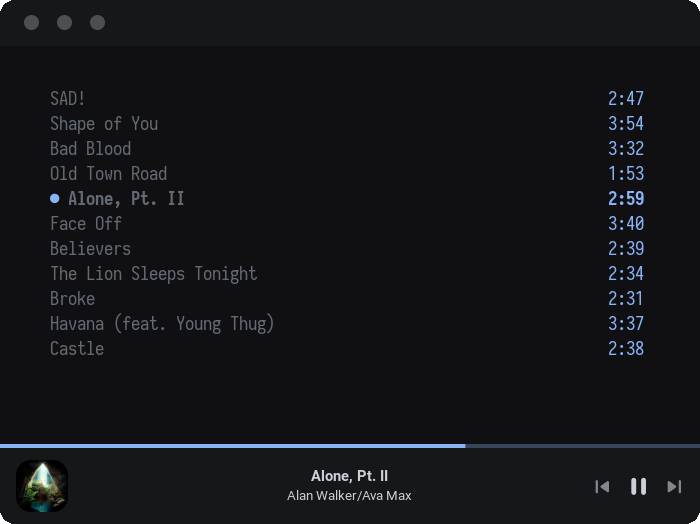 SAD! 2:47
Shape of You 3:54
Bad Blood 3:32
Old Town Road 1:53
Alone, Pt. II 2:59
Face Off 3:40
Believers 2:39
The Lion Sleeps Tonight 2:34
Broke 2:31
Havana (feat. Young Thug) 3:37
Castle 2:38
Alone, Pt. II
Alan Walker/Ava Max